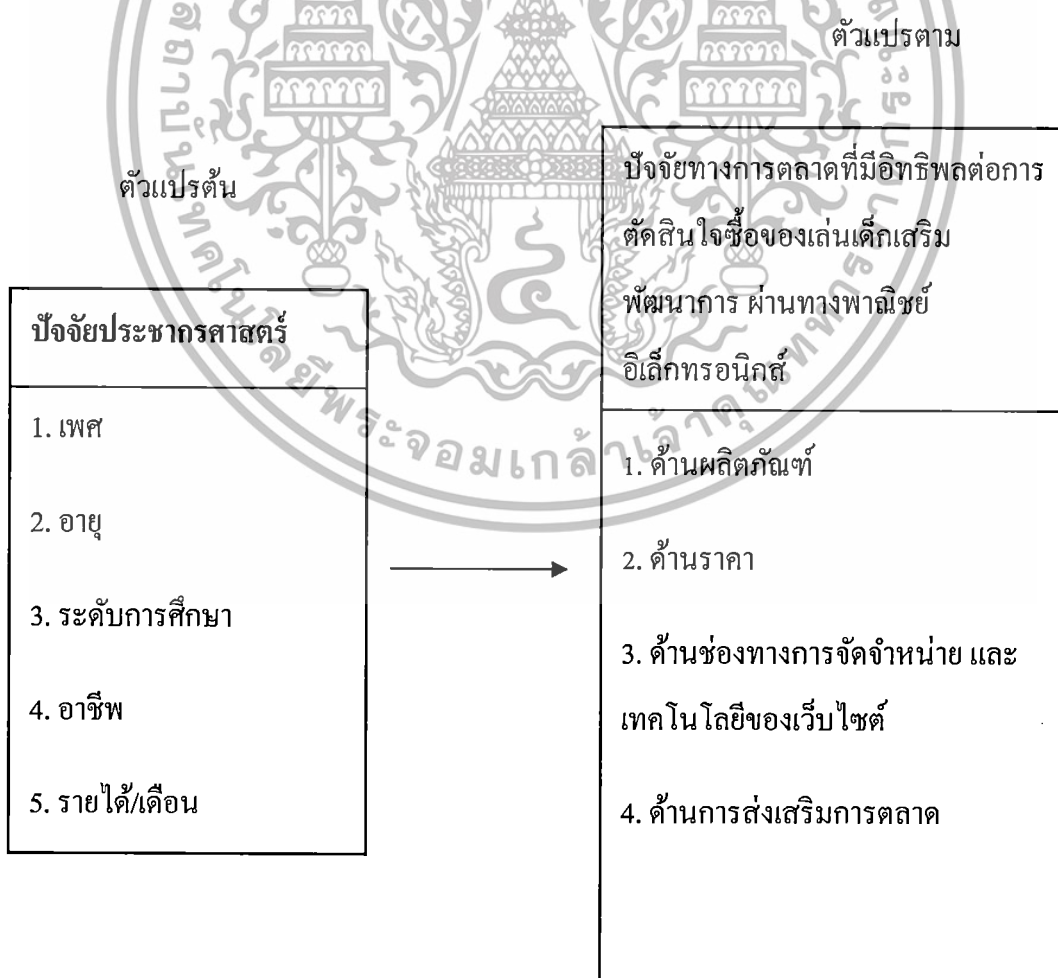 ตัวแปรตาม
ตัวแปรต้น
ปัจจัยประชากรศาสตร์
1. เพศ
2. อายุ
3. ระดับการศึกษา
4. อาชีพ
5. รายได้/เดือน
ปัจจัยทางการตลาดที่มีอิทธิพลต่อการ
ตัดสินใจซื้อของเล่นเด็กเสริม
พัฒนาการ ผ่านทางพาณิชย์
อิเล็กทรอนิกส์
1. ด้านผลิตภัณฑ์
2. ด้านราคา
3. ด้านช่องทางการจัดจำหน่าย และ
เทคโนโลยีของเว็บไซต์
4. ด้านการส่งเสริมการตลาด